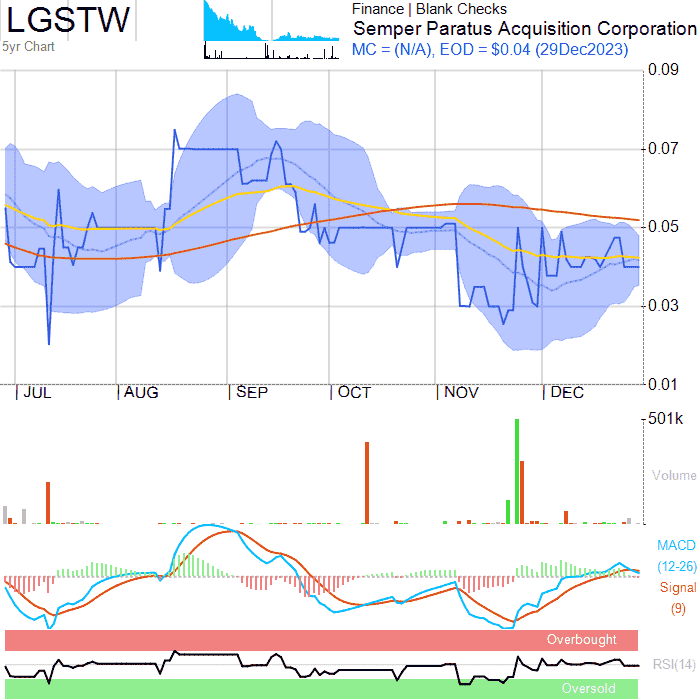 LGSTW
5yr Chart
Finance | Blank Checks
Semper Paratus Acquisition Corporation
MC = (N/A), EOD = $0.04 (29Dec2023)
0.09
0.07
0.05
0.03
0.01
JUL
AUG
SEP
OCT
NOV
DEC
501k
Volume
MACD
(12-26)
Signal
(9)
Overbought
RSI(14)
Oversold